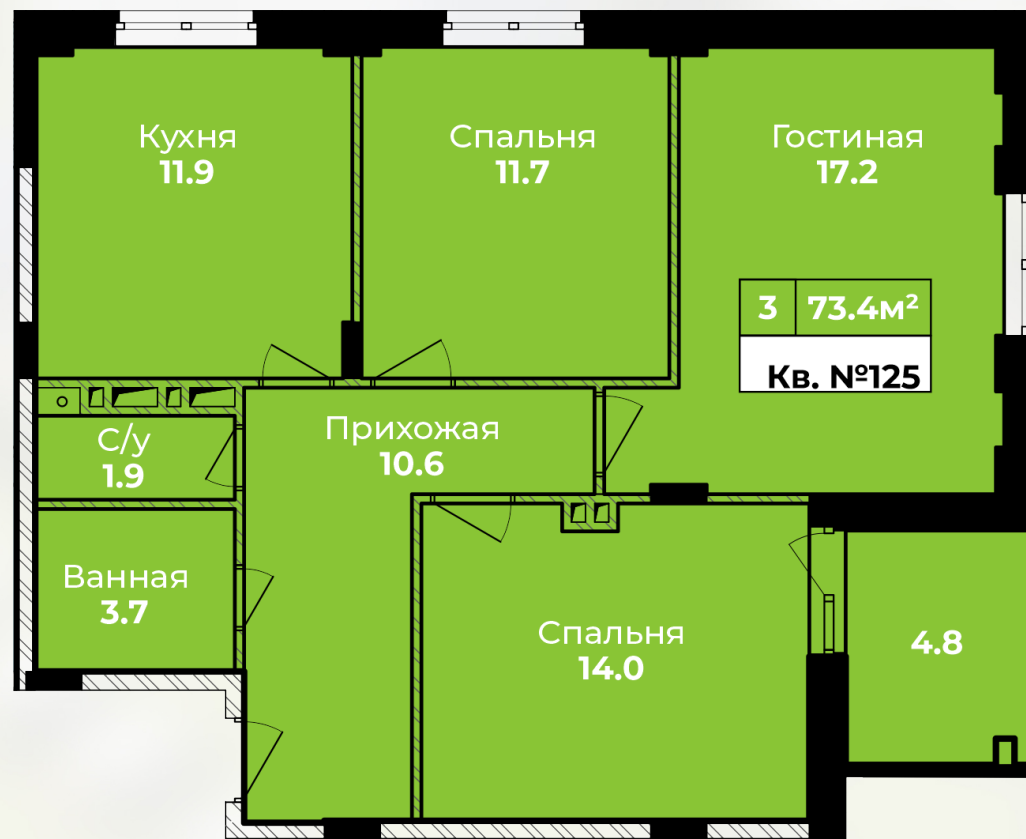 Кухня
11.9
Спальня
11.7
Гостиная
17.2
3 73.4м²
Кв. №125
С/у
1.9
Прихожая
10.6
Ванная
3.7
Спальня
14.0
4.8